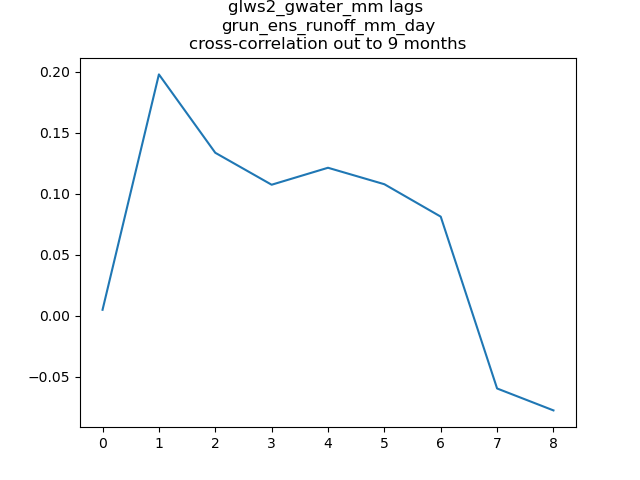 glws2_gwater_mm lags
grun_ens_runoff_mm_day
cross-correlation out to 9 months
0.20
0.15
0.10
0.05
0.00
−0.05
0 1 2 3 4 5 6 7 8